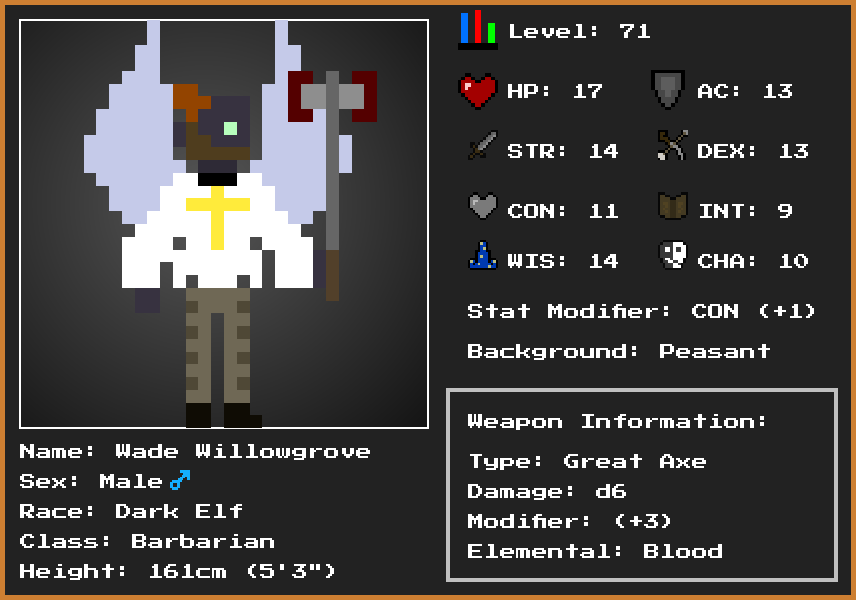 Level: 71
HP: 17
AC: 13
STR: 14
DEX: 13
CON: 11
INT: 9
WIS: 14
CHA: 10
Stat Modifier: CON (+1)
Background: Peasant
Weapon Information:
Type: Great Axe
Damage: d6
Modifier: (+3)
Elemental: Blood
Name: Wade Willowgrove
Sex: Male ♂
Race: Dark Elf
Class: Barbarian
Height: 161cm (5'3")